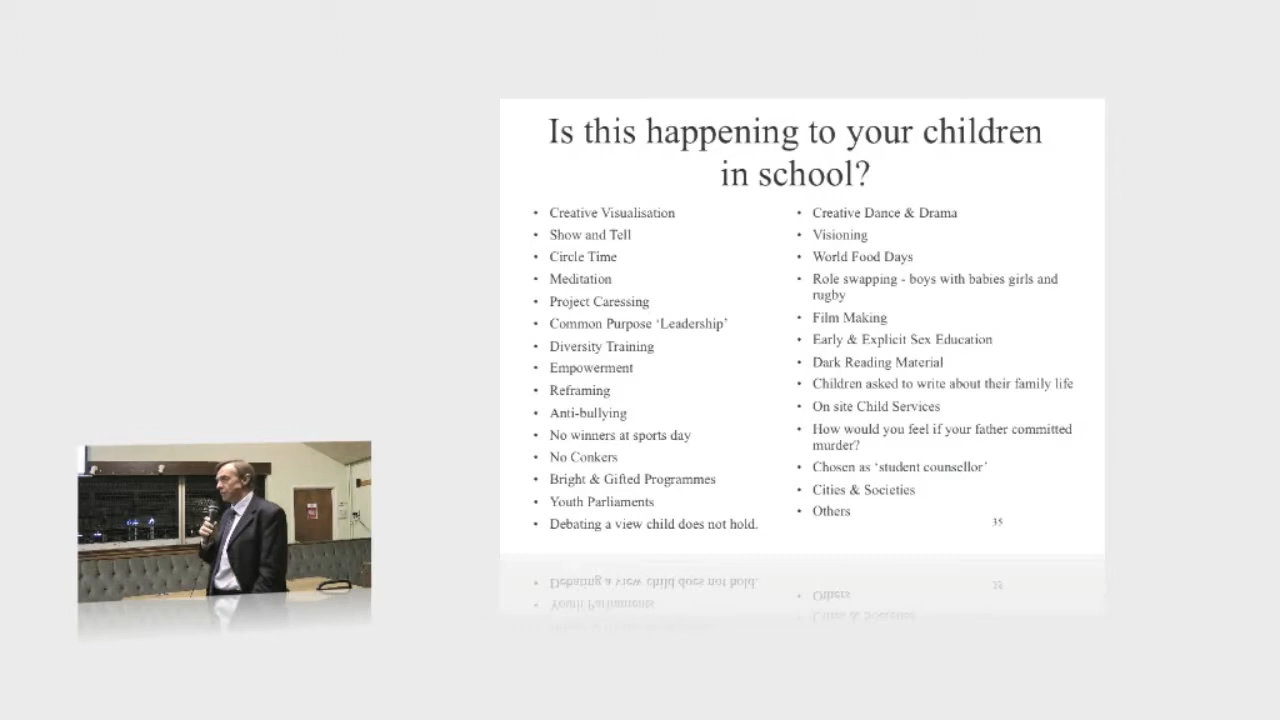 Is this happening to your children
in school?
• Creative Visualisation
• Show and Tell
• Circle Time
• Meditation
• Project Caressing
• Common Purpose ‘Leadership’
• Diversity Training
• Empowerment
• Reframing
• Anti-bullying
• No winners at sports day
• No Conkers
• Bright & Gifted Programmes
• Youth Parliaments
• Debating a view child does not hold.
• Creative Dance & Drama
• Visioning
• World Food Days
• Role swapping - boys with babies girls and
rugby
• Film Making
• Early & Explicit Sex Education
• Dark Reading Material
• Children asked to write about their family life
• On site Child Services
• How would you feel if your father committed
murder?
• Chosen as ‘student counsellor’
• Cities & Societies
• Others
35